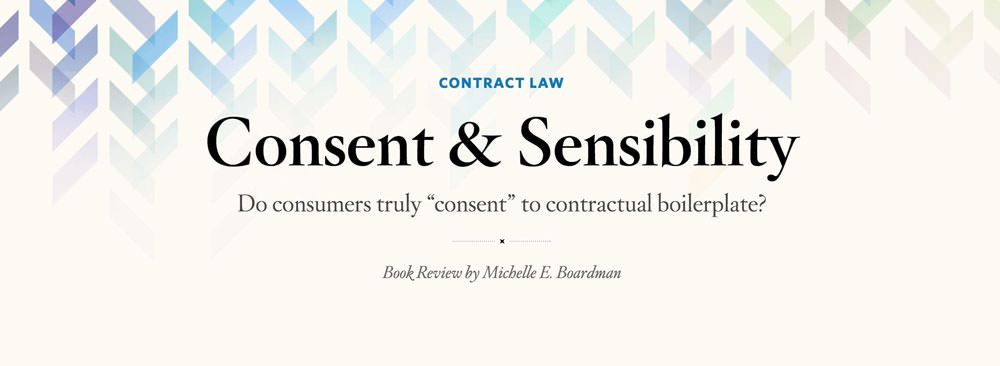 CONTRACT LAW
Consent & Sensibility
Do consumers truly “consent” to contractual boilerplate?
Book Review by Michelle E. Boardman